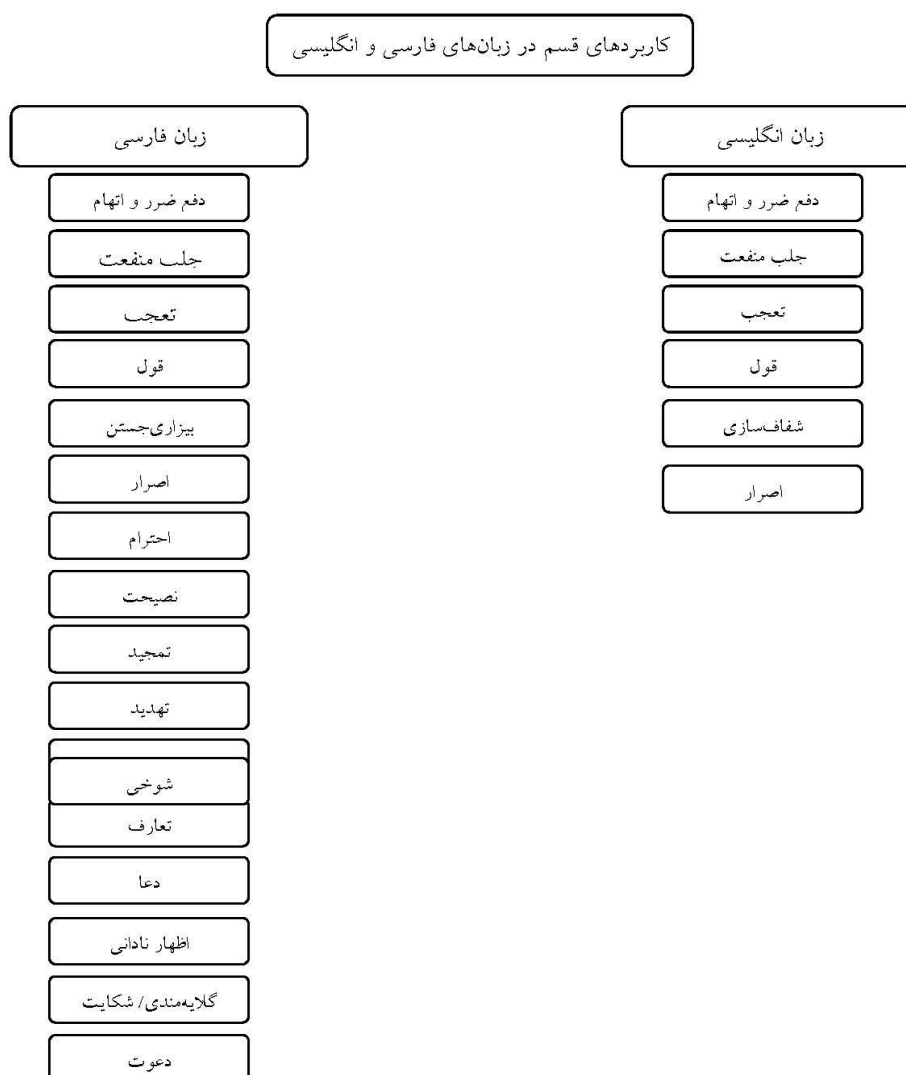 کاربردهای قسم در زبان‌های فارسی و انگلیسی
زبان انگلیسی
دفع ضرر و اتهام
جلب منفعت
تعجب
قول
شفاف‌سازی
اصرار
زبان فارسی
دفع ضرر و اتهام
جلب منفعت
تعجب
قول
بیزاری‌جستن
اصرار
احترام
نصیحت
تمجید
تهدید
شوخی
تعارف
دعا
اظهار نادانی
گلایه‌مندی/ شکایت
دعوت